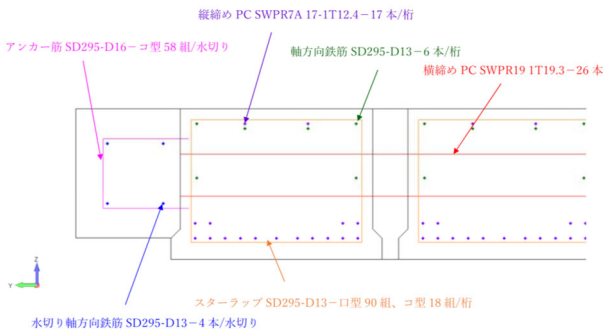 縦締め PC SWPR7A 17-1T12.4－17 本/桁
アンカー筋 SD295-D16－コ型 58 組/水切り
軸方向鉄筋 SD295-D13－6 本/桁
横締め PC SWPR19 1T19.3－26 本
Z
Y
スターラップ SD295-D13－口型 90 組、コ型 18 組/桁
水切り軸方向鉄筋 SD295-D13－4 本/水切り